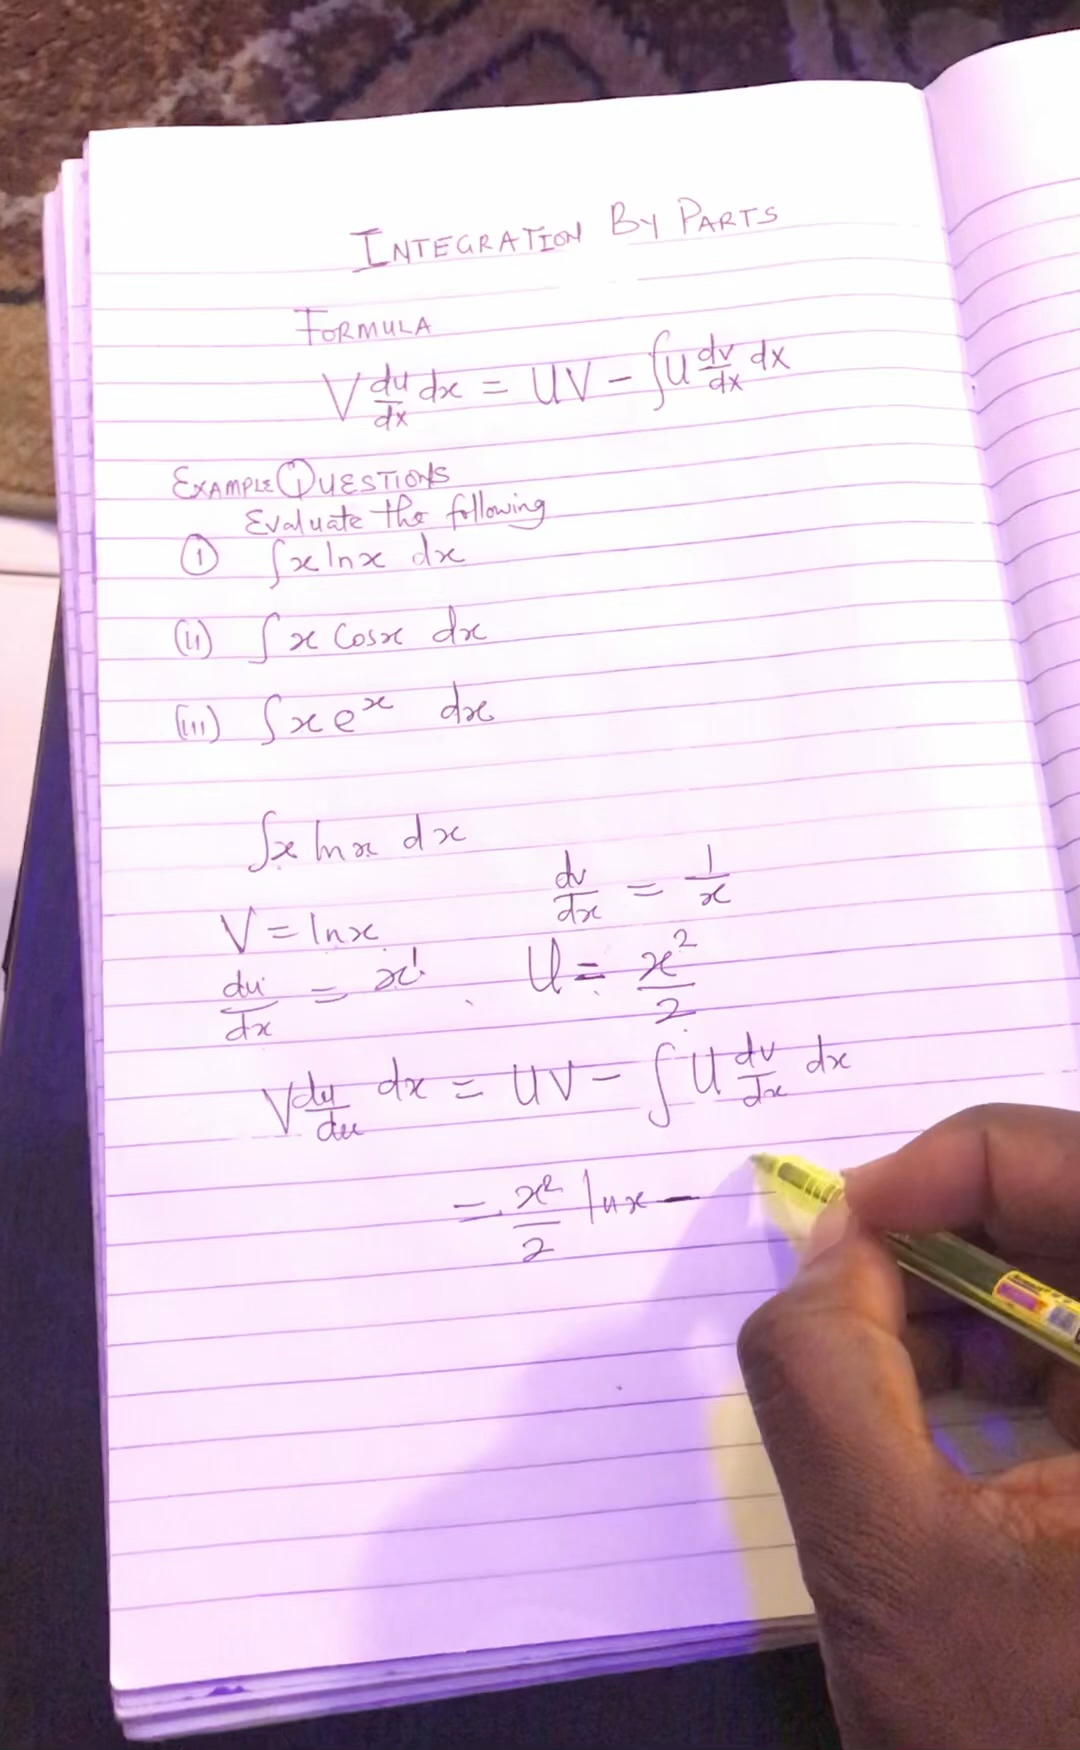 INTEGRATION BY PARTS
FORMULA
V du/dx dx = UV - ∫U dv/dx dx
EXAMPLE QUESTIONS
Evaluate the following
(i) ∫x lnx dx
(ii) ∫x Cosx dx
(iii) ∫x eˣ dx
∫x lnx dx
V = lnx dv/dx = 1/x
du/dx = x¹ U = x²/2
V du/du dx = UV - ∫U dv/dx dx
= x²/2 lnx -